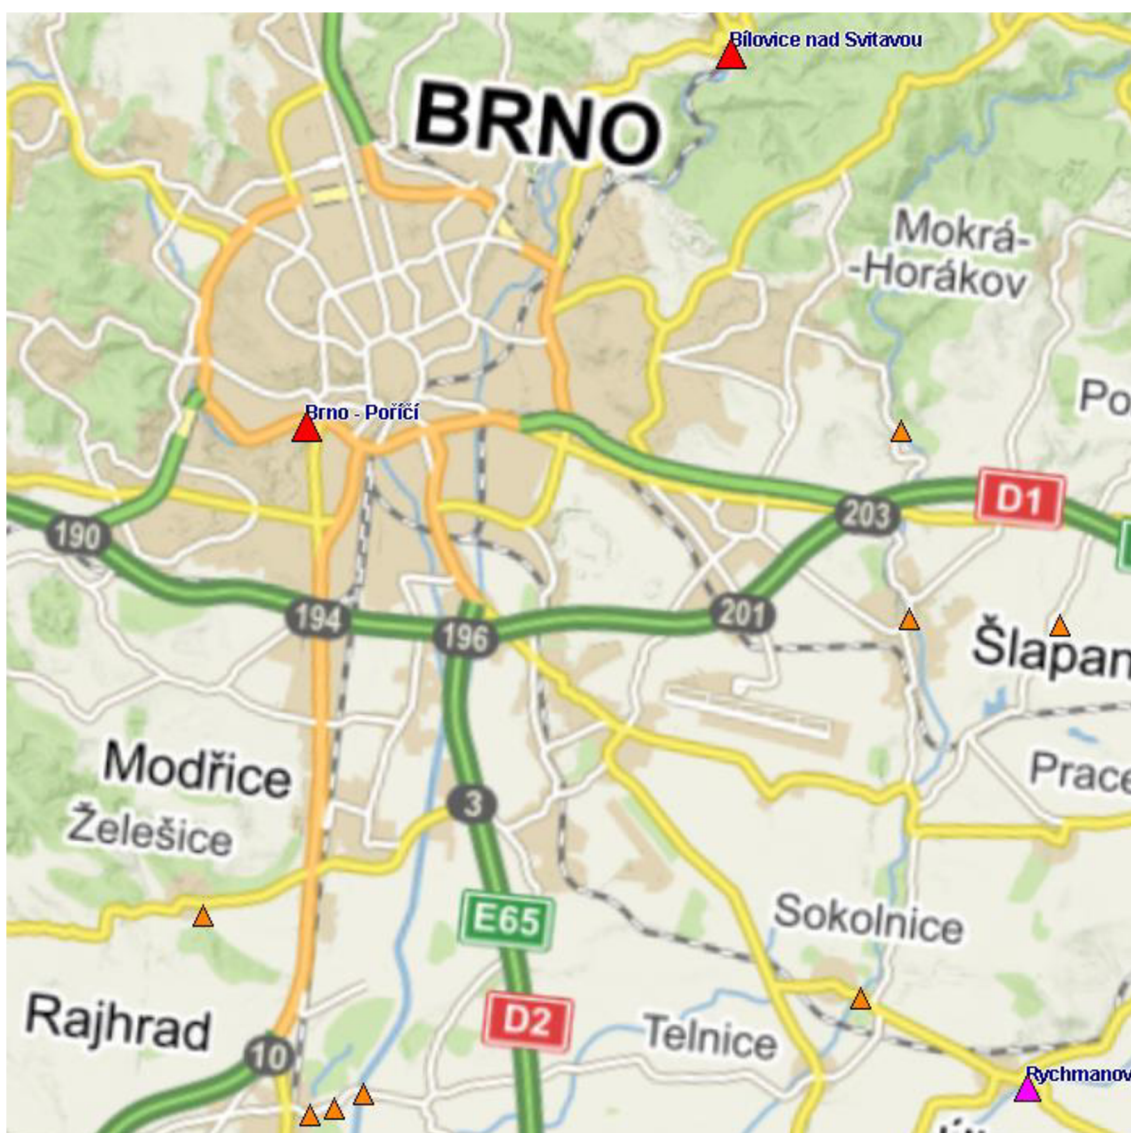 Bílovice nad Svitavou
BRNO
Mokrá-
-Horákov
Po
Brno - Poříčí
D1
203
190
201
194
196
Šlapan
Modřice
Prace
3
Želešice
E65
Sokolnice
Rajhrad
D2
Telnice
10
Rychmanov